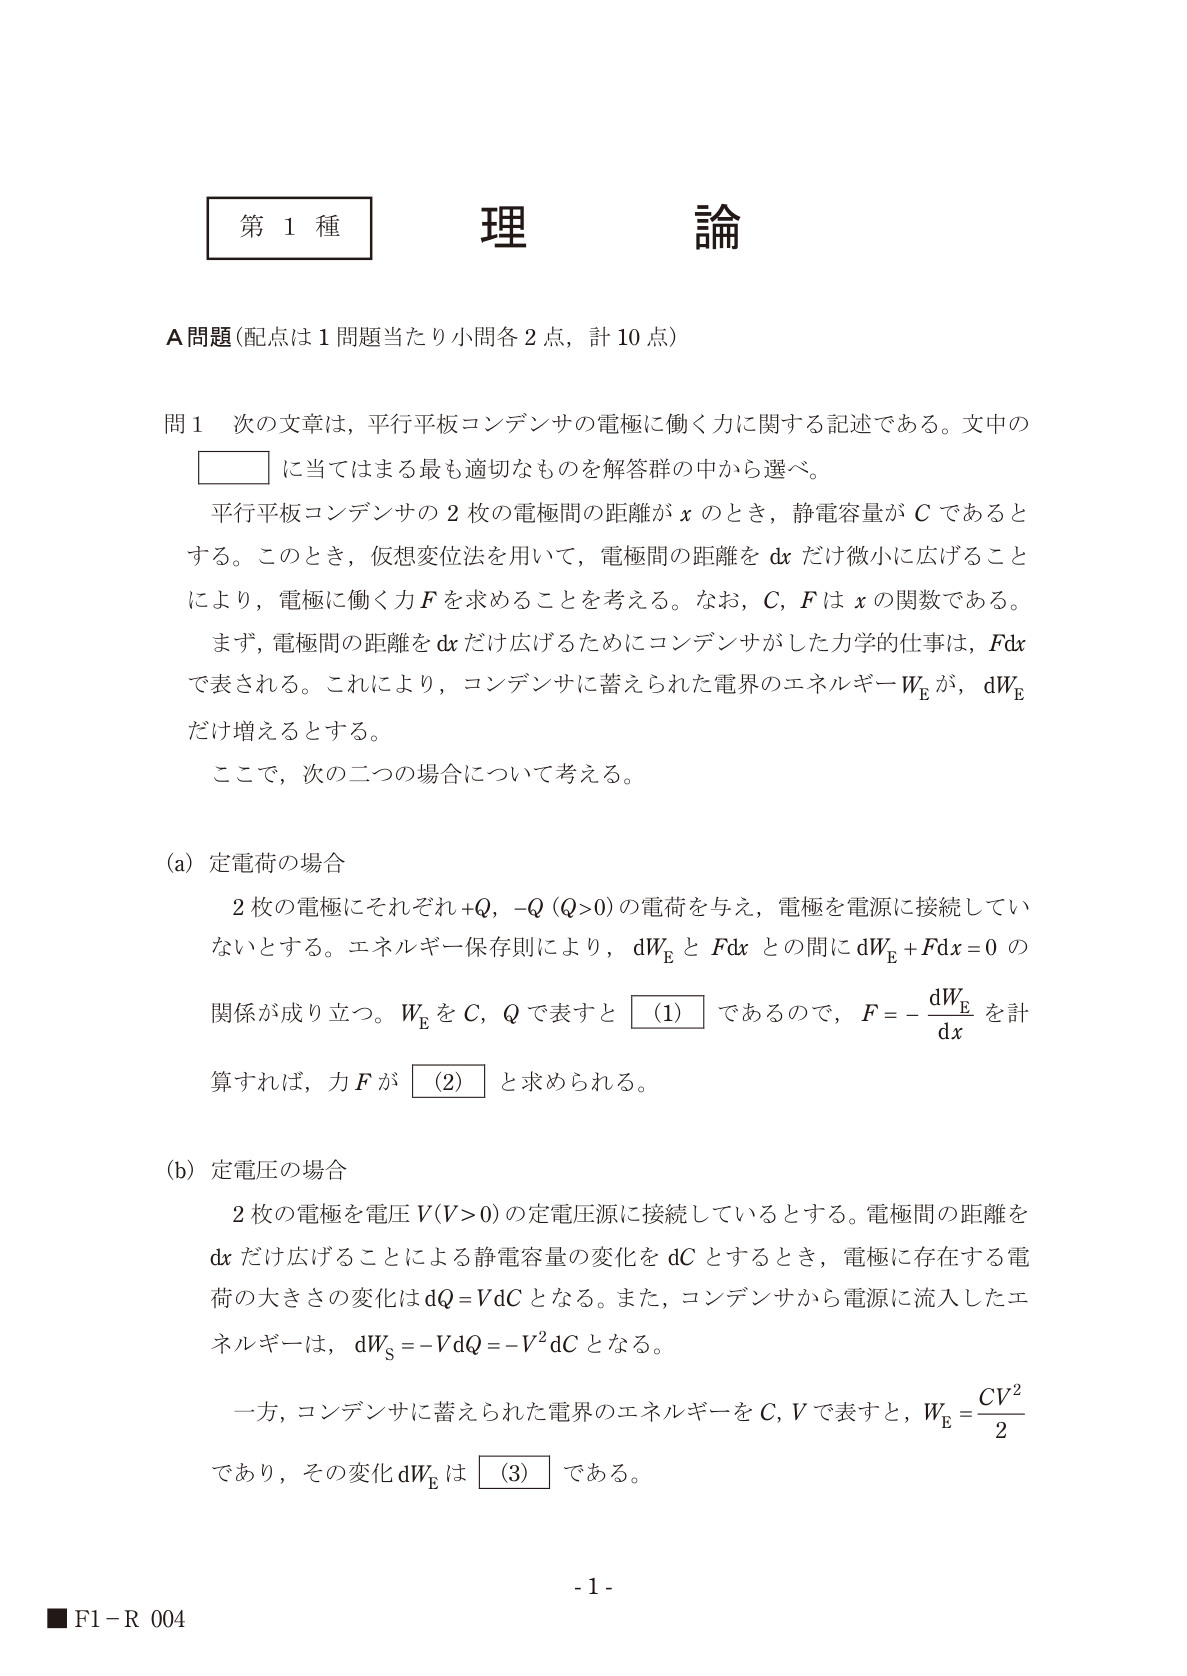 第 1 種
理 論
A問題(配点は1問題当たり小問各2点,計10点)
問1 次の文章は,平行平板コンデンサの電極に働く力に関する記述である。文中の
に当てはまる最も適切なものを解答群の中から選べ。
平行平板コンデンサの 2 枚の電極間の距離が x のとき,静電容量が C であると
する。このとき,仮想変位法を用いて,電極間の距離を dx だけ微小に広げること
により,電極に働く力 F を求めることを考える。なお,C,F は x の関数である。
まず,電極間の距離を dx だけ広げるためにコンデンサがした力学的仕事は,Fdx
で表される。これにより,コンデンサに蓄えられた電界のエネルギー W_E が,dW_E
だけ増えるとする。
ここで,次の二つの場合について考える。
(a) 定電荷の場合
2 枚の電極にそれぞれ +Q,-Q (Q>0) の電荷を与え,電極を電源に接続してい
ないとする。エネルギー保存則により,dW_E と Fdx との間に dW_E + Fdx = 0 の
関係が成り立つ。W_E を C,Q で表すと (1) であるので,F = - dW_E/dx を計
算すれば,力 F が (2) と求められる。
(b) 定電圧の場合
2 枚の電極を電圧 V(V>0) の定電圧源に接続しているとする。電極間の距離を
dx だけ広げることによる静電容量の変化を dC とするとき,電極に存在する電
荷の大きさの変化は dQ = VdC となる。また,コンデンサから電源に流入したエ
ネルギーは,dW_S = -VdQ = -V²dC となる。
一方,コンデンサに蓄えられた電界のエネルギーを C,V で表すと,W_E = CV²/2
であり,その変化 dW_E は (3) である。
- 1 -
■ F1-R 004